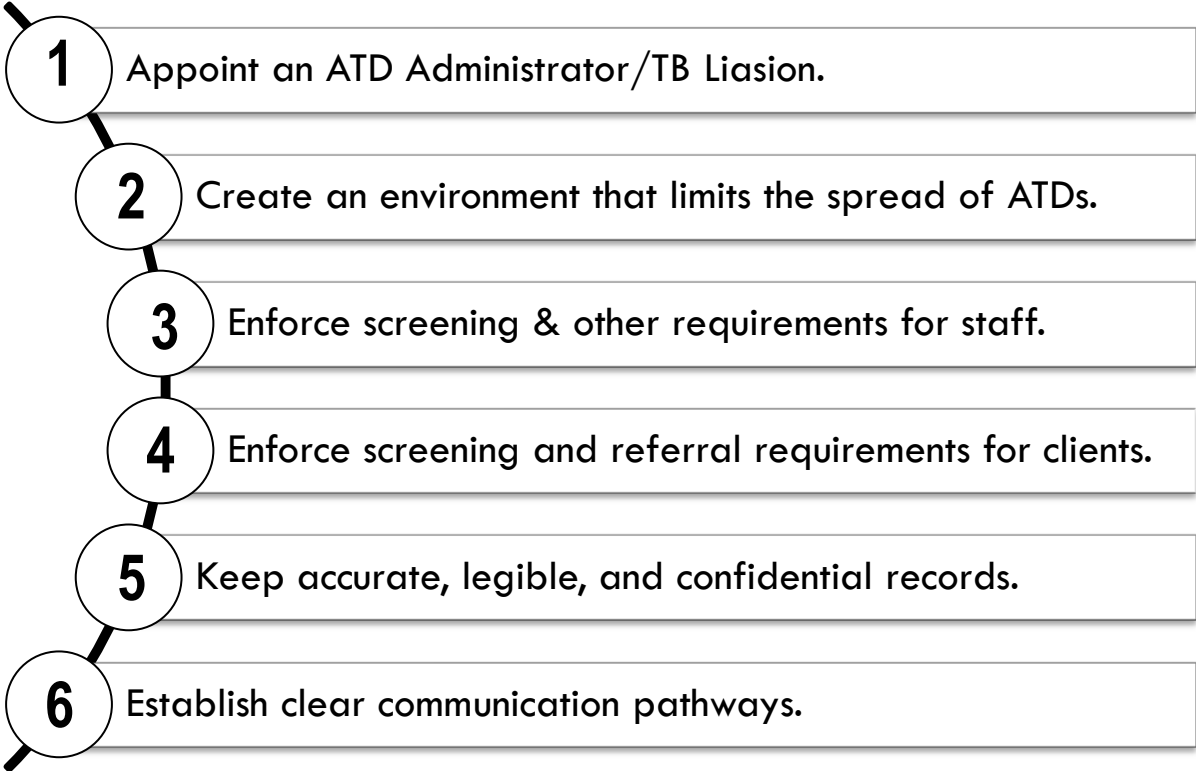 1 Appoint an ATD Administrator/TB Liasion.
2 Create an environment that limits the spread of ATDs.
3 Enforce screening & other requirements for staff.
4 Enforce screening and referral requirements for clients.
5 Keep accurate, legible, and confidential records.
6 Establish clear communication pathways.